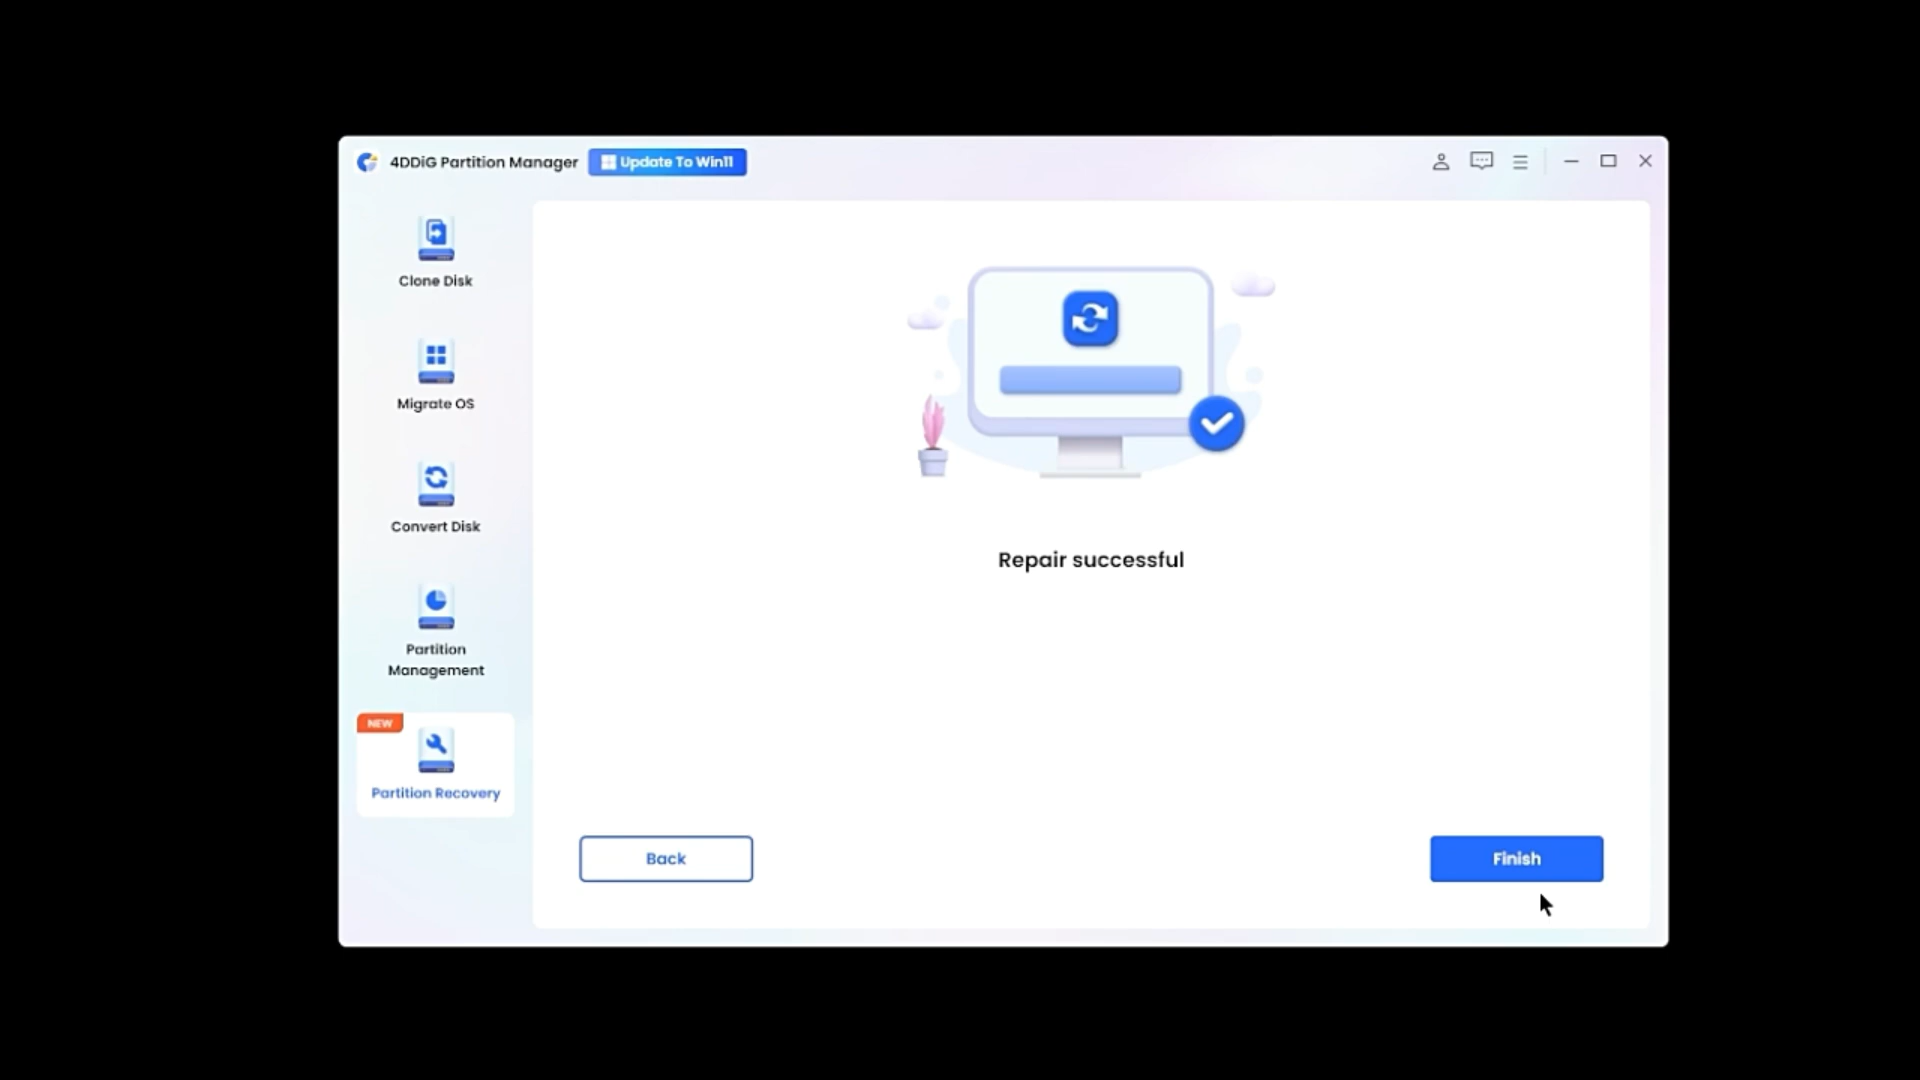 4DDiG Partition Manager
Update To Win11
Clone Disk
Migrate OS
Convert Disk
Partition
Management
NEW
Partition Recovery
Repair successful
Back
Finish